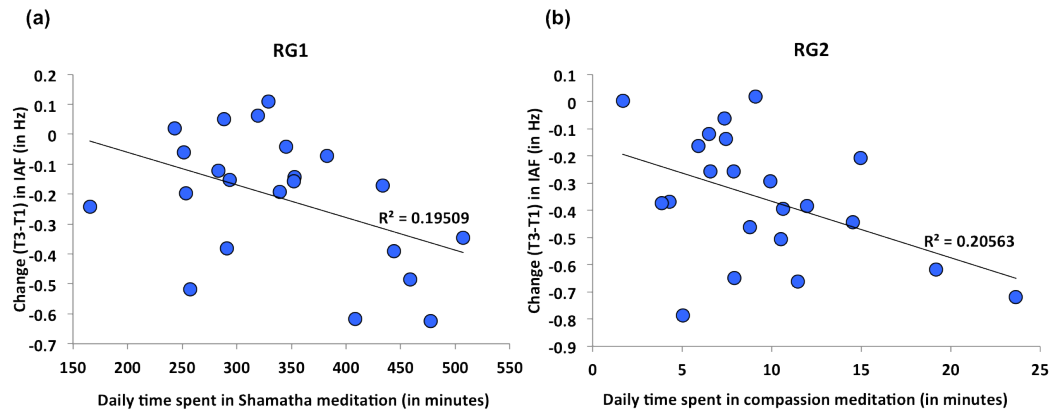 (a)
RG1
Change (T3-T1) in IAF (in Hz)
0.2
0.1
0
-0.1
-0.2
-0.3
-0.4
-0.5
-0.6
-0.7
R² = 0.19509
150 200 250 300 350 400 450 500 550
Daily time spent in Shamatha meditation (in minutes)
(b)
RG2
Change (T3-T1) in IAF (in Hz)
0.1
0
-0.1
-0.2
-0.3
-0.4
-0.5
-0.6
-0.7
-0.8
-0.9
R² = 0.20563
0 5 10 15 20 25
Daily time spent in compassion meditation (in minutes)